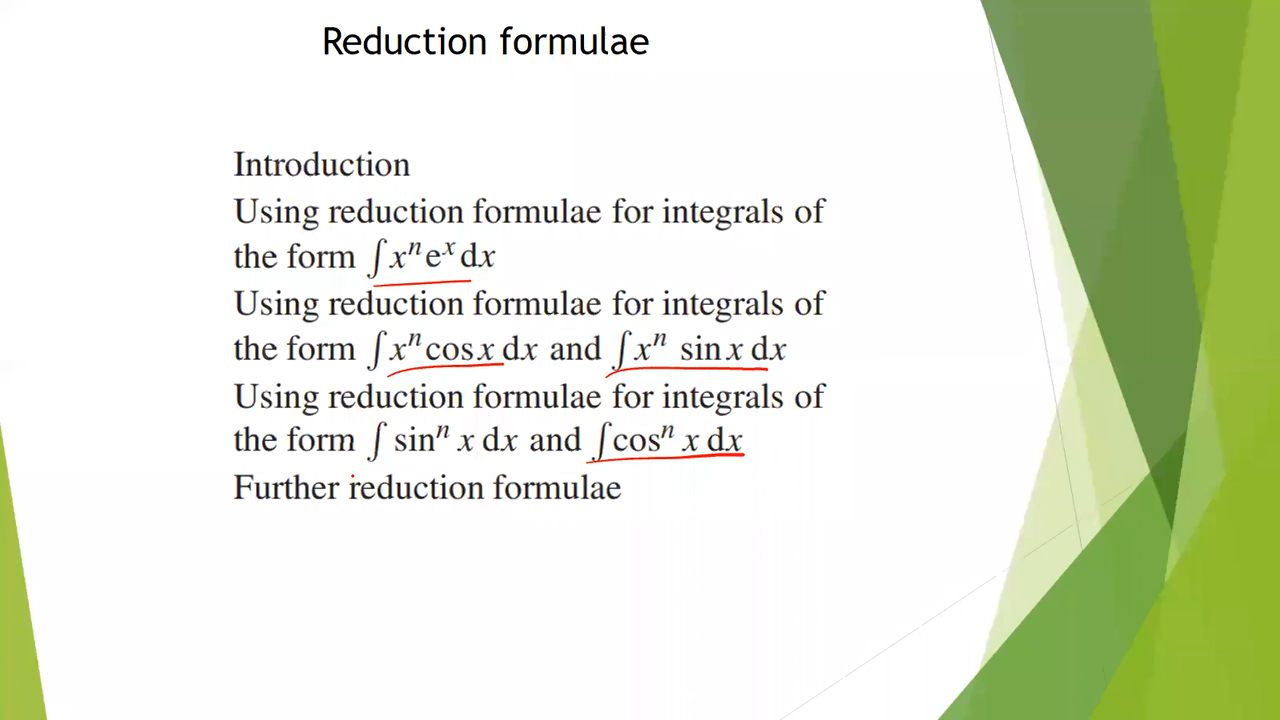 Reduction formulae
Introduction
Using reduction formulae for integrals of
the form ∫ xⁿ eˣ dx
Using reduction formulae for integrals of
the form ∫ xⁿ cos x dx and ∫ xⁿ sin x dx
Using reduction formulae for integrals of
the form ∫ sinⁿ x dx and ∫ cosⁿ x dx
Further reduction formulae